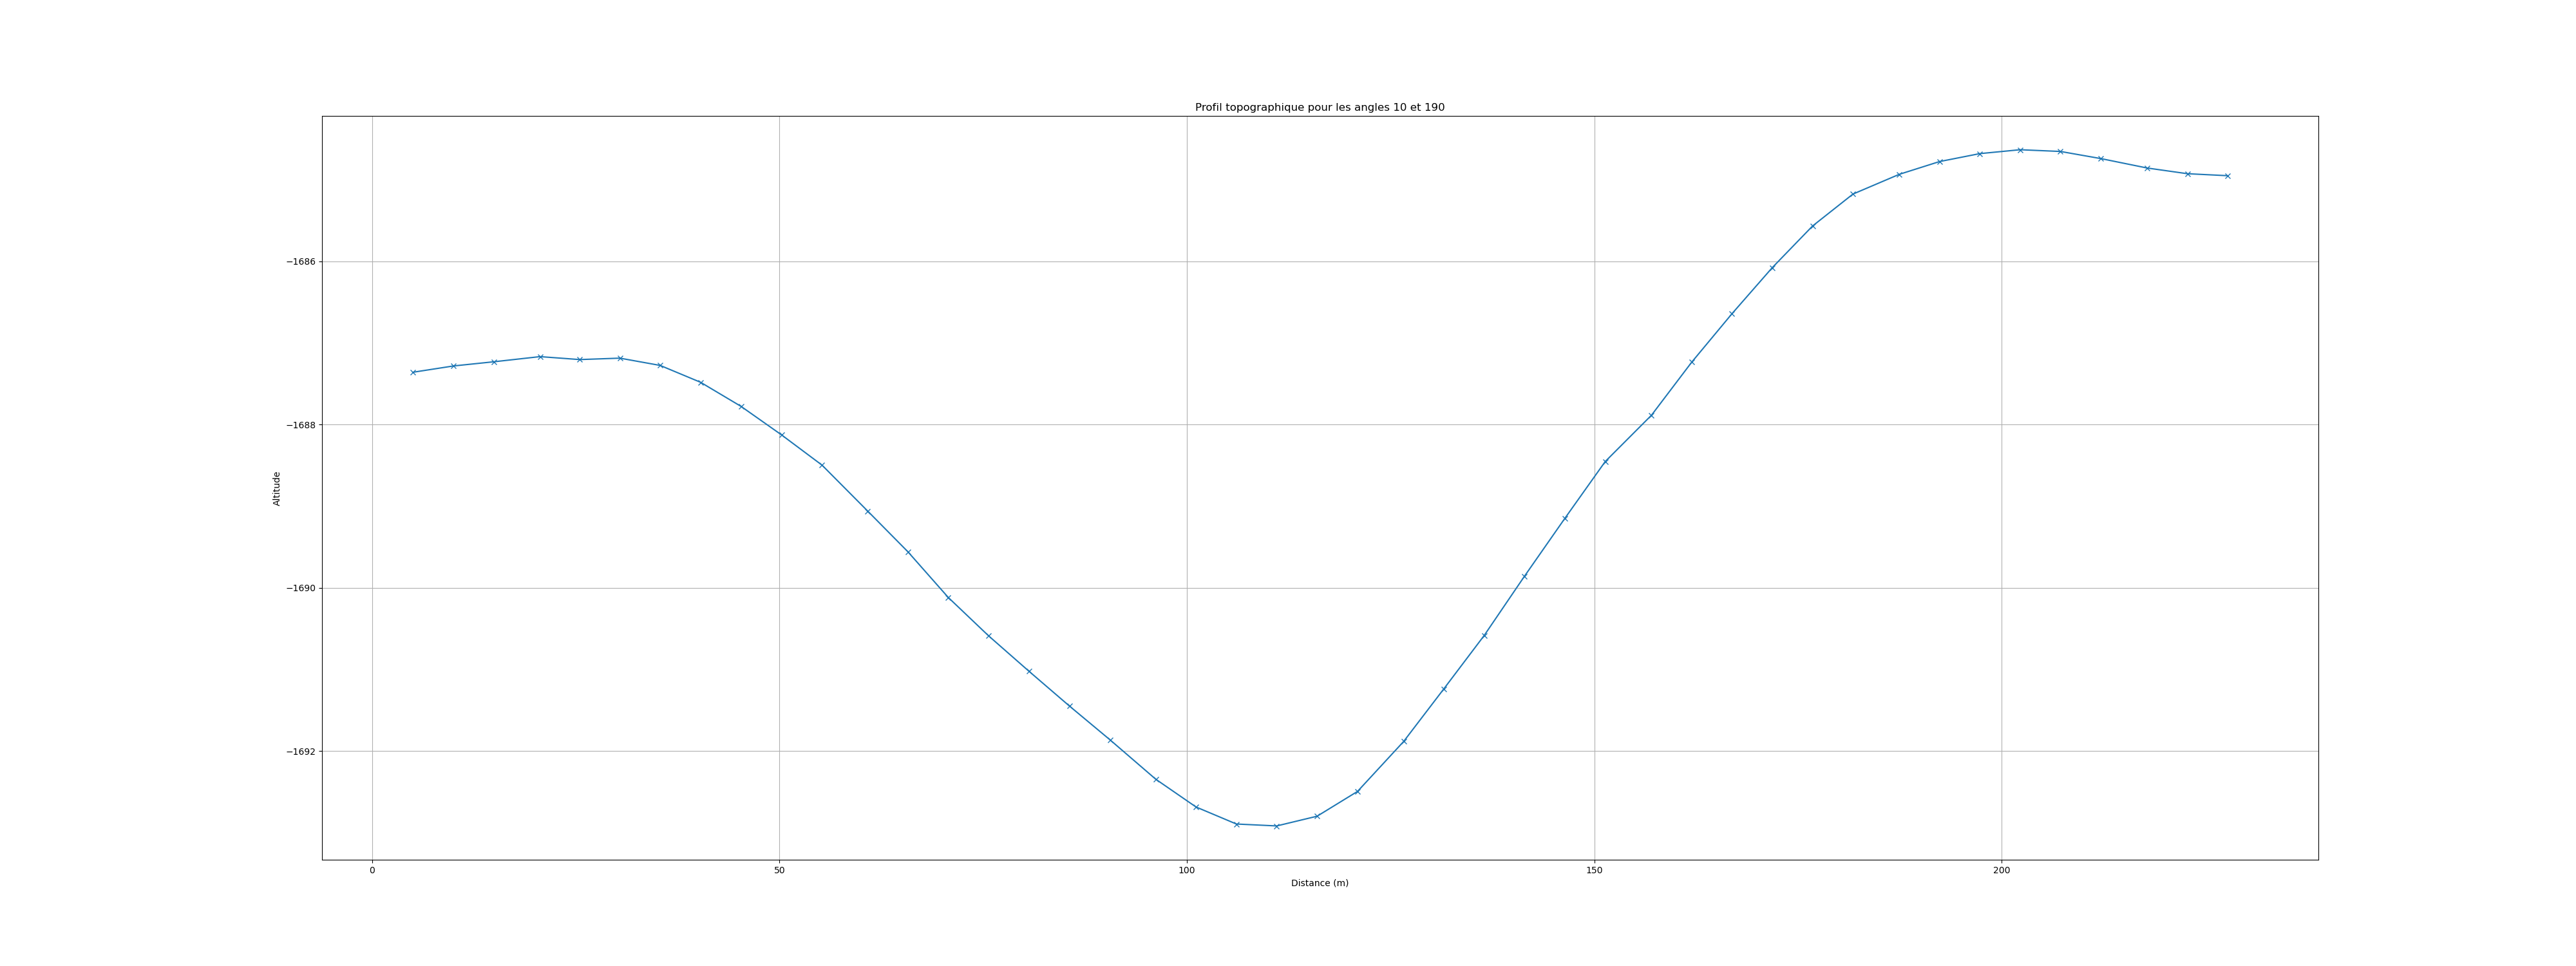 Profil topographique pour les angles 10 et 190
−1686
−1688
−1690
−1692
Altitude
0 50 100 150 200
Distance (m)